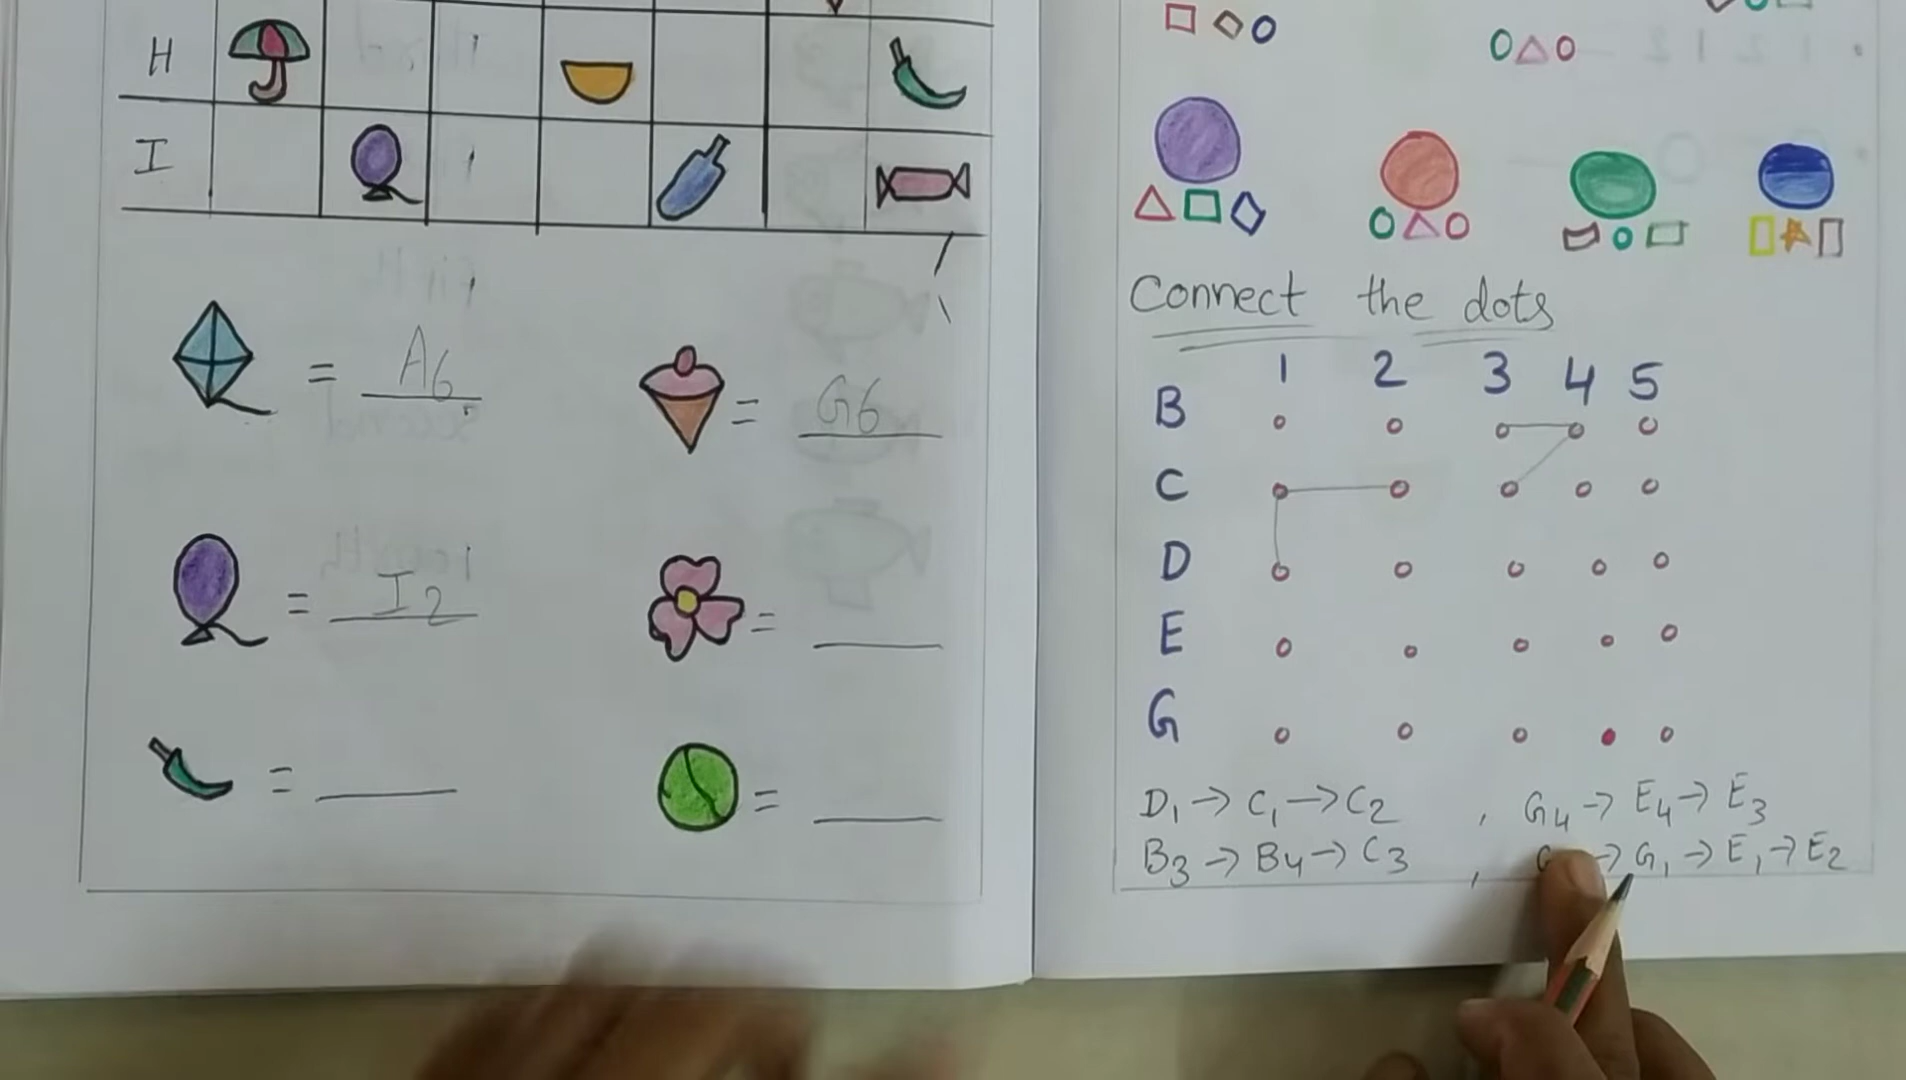 H
I
= A6
= G6
= I2
=
=
=
Connect the dots
1 2 3 4 5
B
C
D
E
G
D1 → C1 → C2 , G4 → E4 → E3
B3 → B4 → C3 , → G1 → E1 → E2